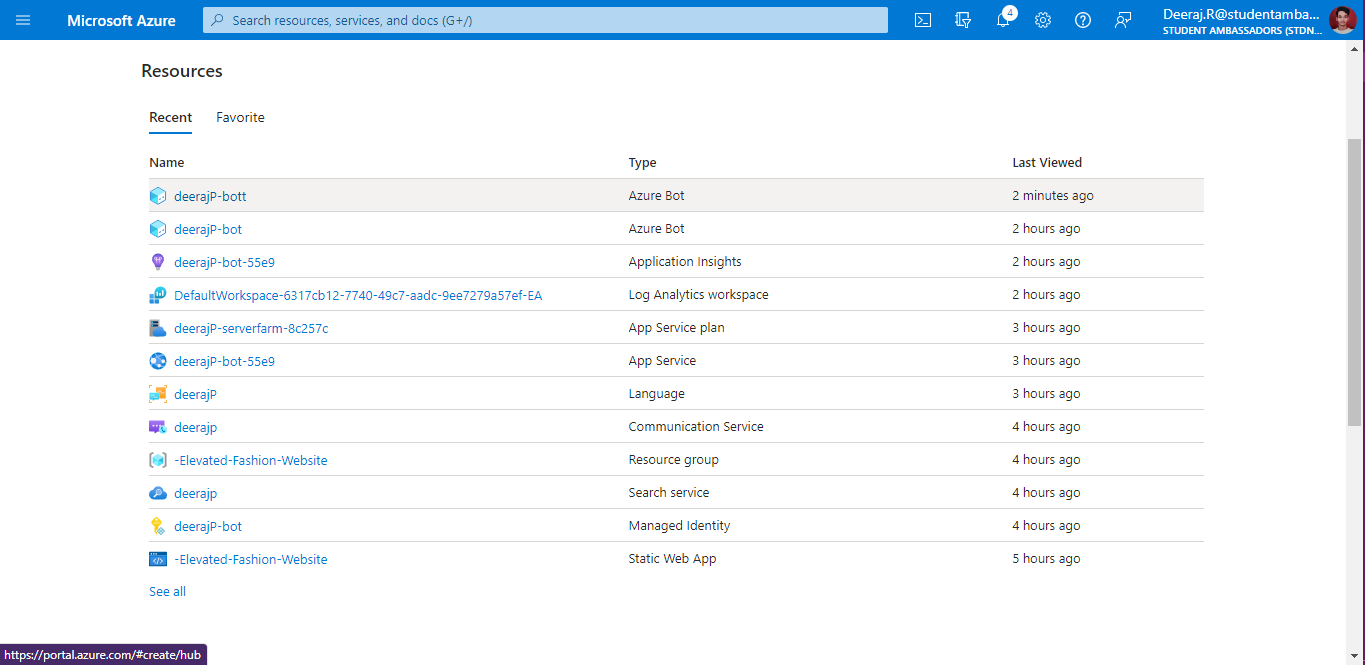 Microsoft Azure
Search resources, services, and docs (G+/)
4
Deeraj.R@studentamba...
STUDENT AMBASSADORS (STDN...
Resources
Recent Favorite
Name Type Last Viewed
deerajP-bott Azure Bot 2 minutes ago
deerajP-bot Azure Bot 2 hours ago
deerajP-bot-55e9 Application Insights 2 hours ago
DefaultWorkspace-6317cb12-7740-49c7-aadc-9ee7279a57ef-EA Log Analytics workspace 2 hours ago
deerajP-serverfarm-8c257c App Service plan 3 hours ago
deerajP-bot-55e9 App Service 3 hours ago
deerajP Language 3 hours ago
deerajp Communication Service 4 hours ago
-Elevated-Fashion-Website Resource group 4 hours ago
deerajp Search service 4 hours ago
deerajP-bot Managed Identity 4 hours ago
-Elevated-Fashion-Website Static Web App 5 hours ago
See all
https://portal.azure.com/#create/hub